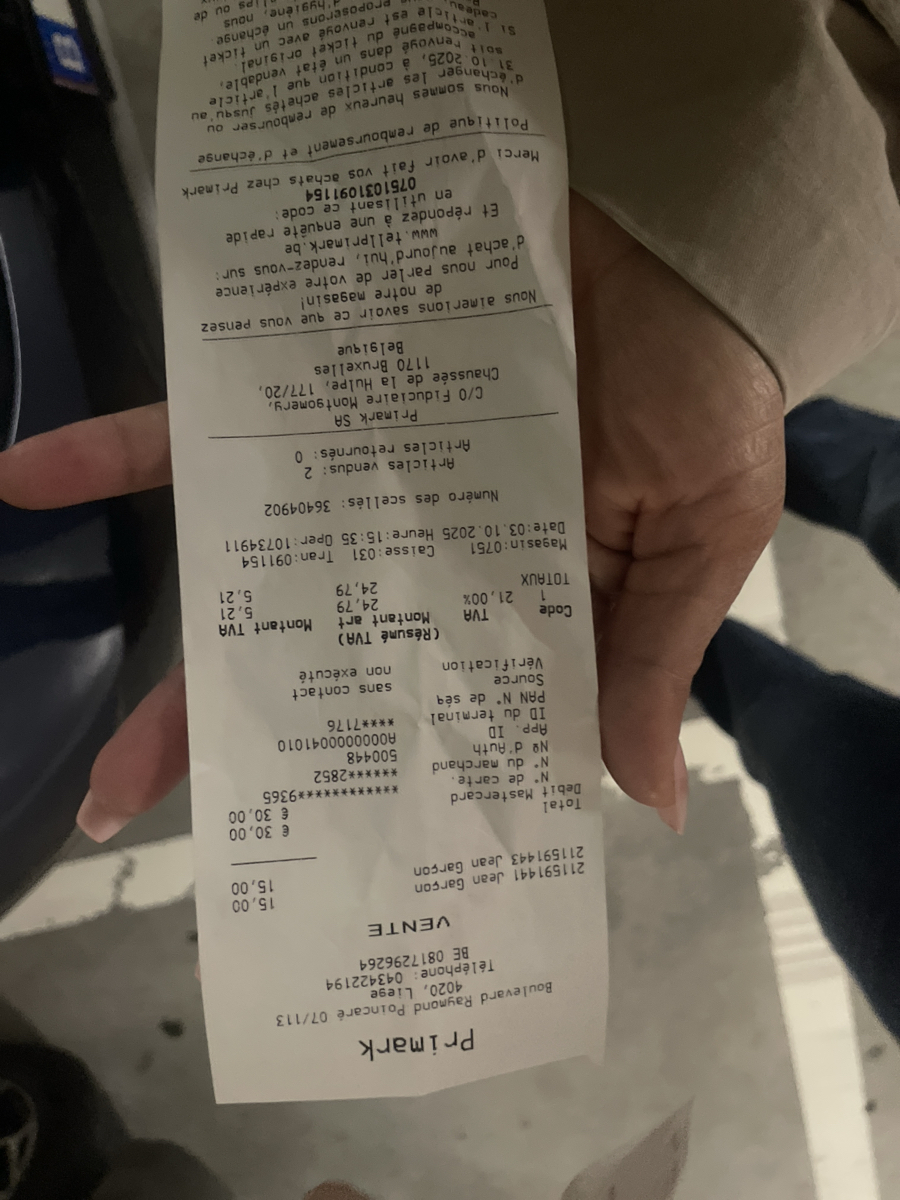 Primark
Boulevard Raymond Poincaré 07/113
4020, Liege
Téléphone: 043422194
BE 0817296264
VENTE
211591441 Jean Garçon 15,00
211591443 Jean Garçon 15,00
Total € 30,00
Debit Mastercard € 30,00
N° de carte. ************9365
N° du marchand *******2852
Nº d'Auth 500448
App. ID A0000000041010
ID du terminal ****7176
PAN N° de séq
Source sans contact
Vérification non exécuté
(Résumé TVA)
Code TVA Montant art Montant TVA
1 21,00% 24,79 5,21
TOTAUX 24,79 5,21
Magasin:0751 Caisse:031 Tran:091154
Date:03.10.2025 Heure:15:35 Oper:10734911
Numéro des scellés: 36404902
Articles vendus: 2
Articles retournés: 0
Primark SA
C/O Fiduciaire Montgomery,
Chaussée de la Hulpe, 177/20,
1170 Bruxelles
Belgique
Nous aimerions savoir ce que vous pensez
de notre magasin!
Pour nous parler de votre expérience
d'achat aujourd'hui, rendez-vous sur:
www.tellprimark.be
Et répondez à une enquête rapide
en utilisant ce code:
0751031091154
Merci d'avoir fait vos achats chez Primark
Politique de remboursement et d'échange
Nous sommes heureux de rembourser ou
d'échanger les articles achetés jusqu'au
31.10.2025, à condition que l'article
soit renvoyé dans un état vendable,
accompagné du ticket original.
Si l'article est renvoyé avec un ticket
cadeau, proposerons un échange.
d'hygiène, nous
slips ou de